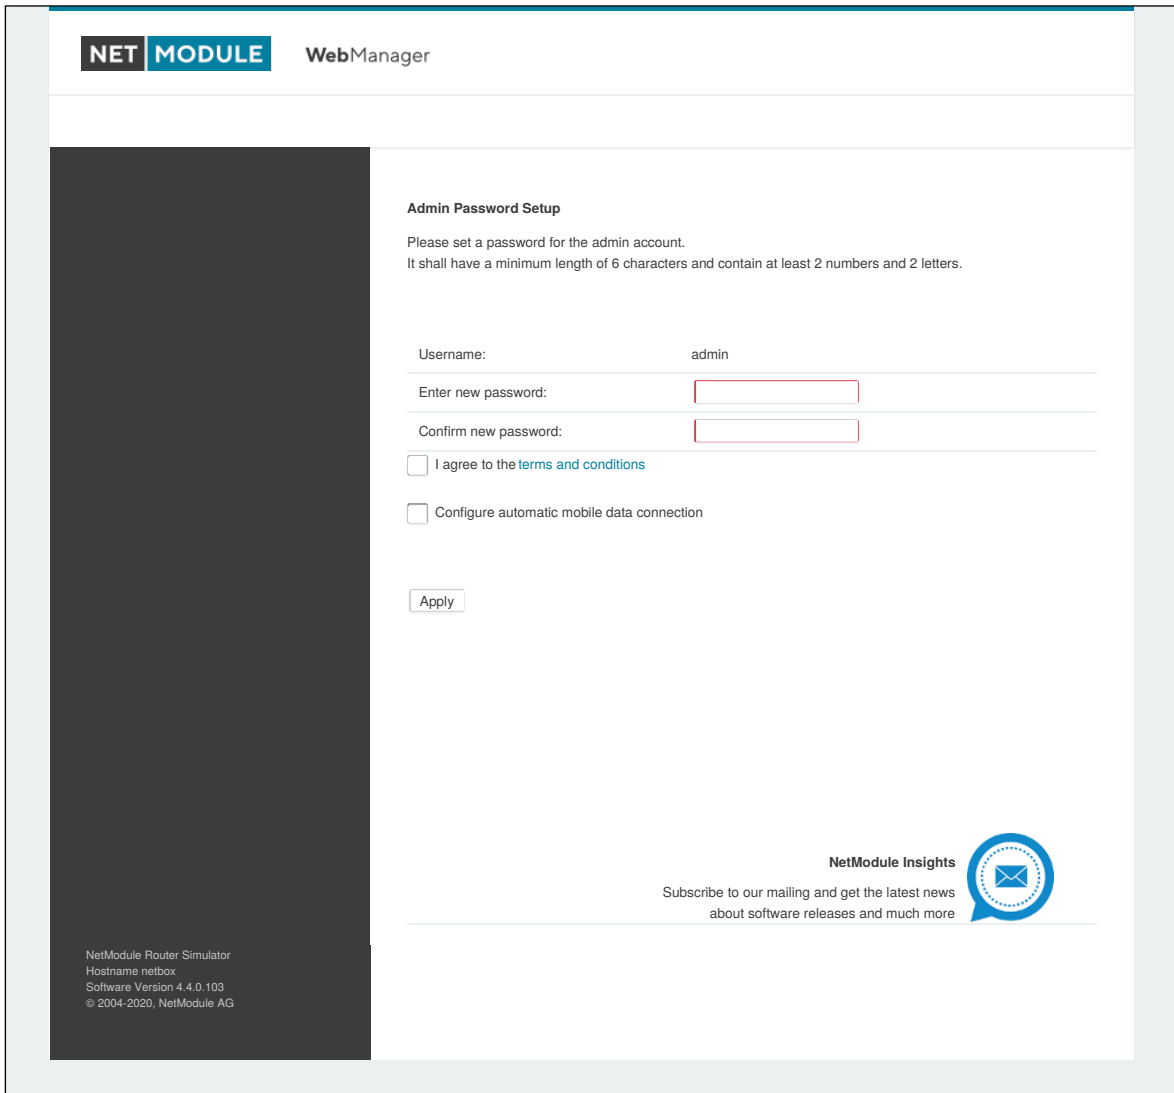 NET MODULE WebManager
Admin Password Setup
Please set a password for the admin account.
It shall have a minimum length of 6 characters and contain at least 2 numbers and 2 letters.
Username: admin
Enter new password:
Confirm new password:
I agree to the terms and conditions
Configure automatic mobile data connection
Apply
NetModule Insights
Subscribe to our mailing and get the latest news
about software releases and much more
NetModule Router Simulator
Hostname netbox
Software Version 4.4.0.103
© 2004-2020, NetModule AG